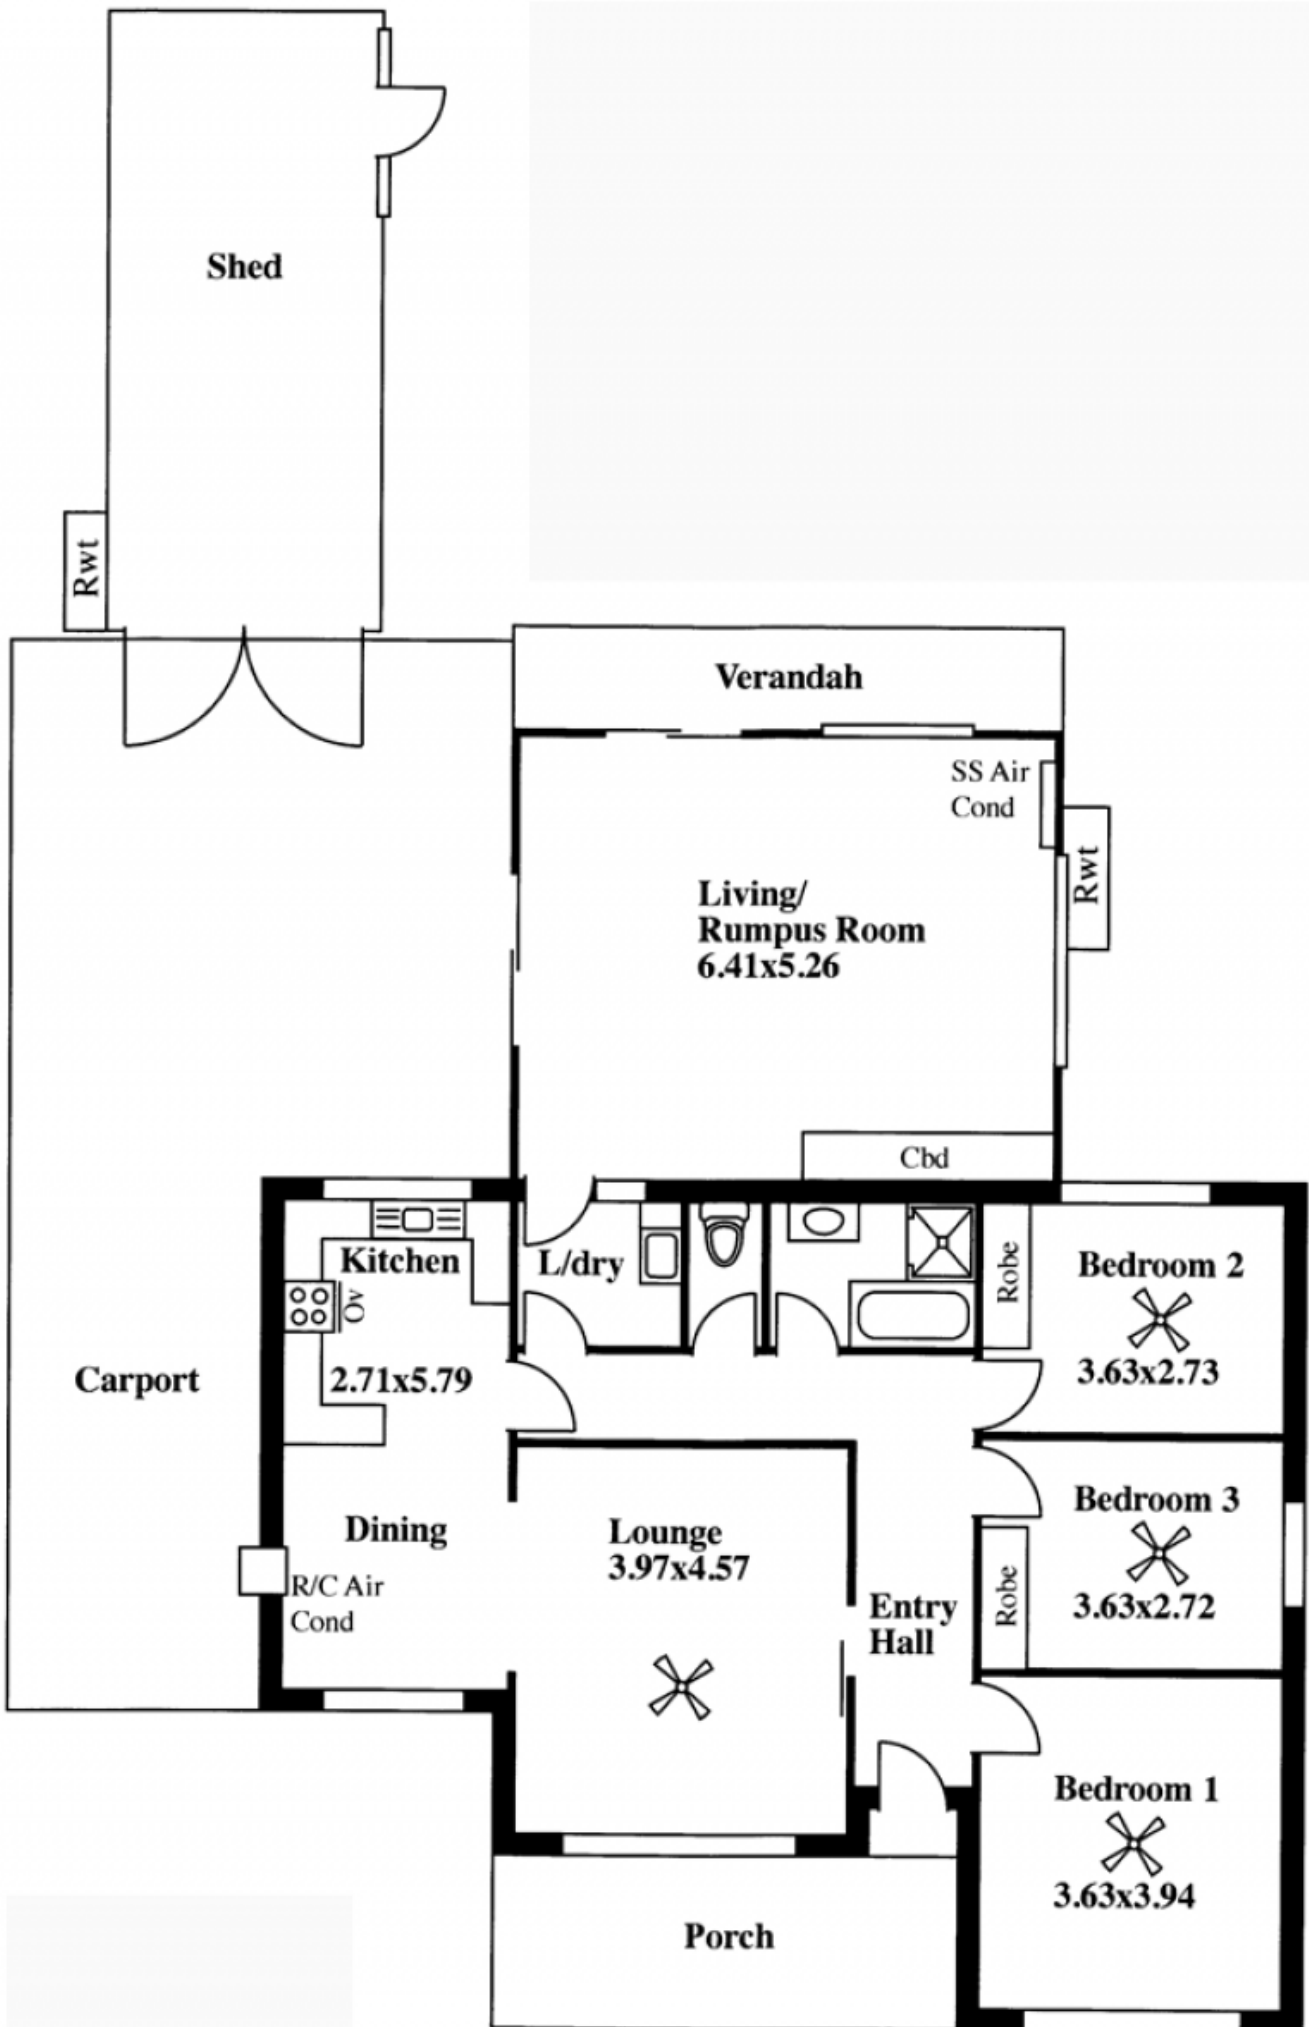 Shed
Rwt
Verandah
SS Air
Cond
Rwt
Living/
Rumpus Room
6.41x5.26
Cbd
Kitchen
Ov
L/dry
Robe
Bedroom 2
3.63x2.73
Carport
2.71x5.79
Dining
R/C Air
Cond
Lounge
3.97x4.57
Entry
Hall
Robe
Bedroom 3
3.63x2.72
Bedroom 1
3.63x3.94
Porch